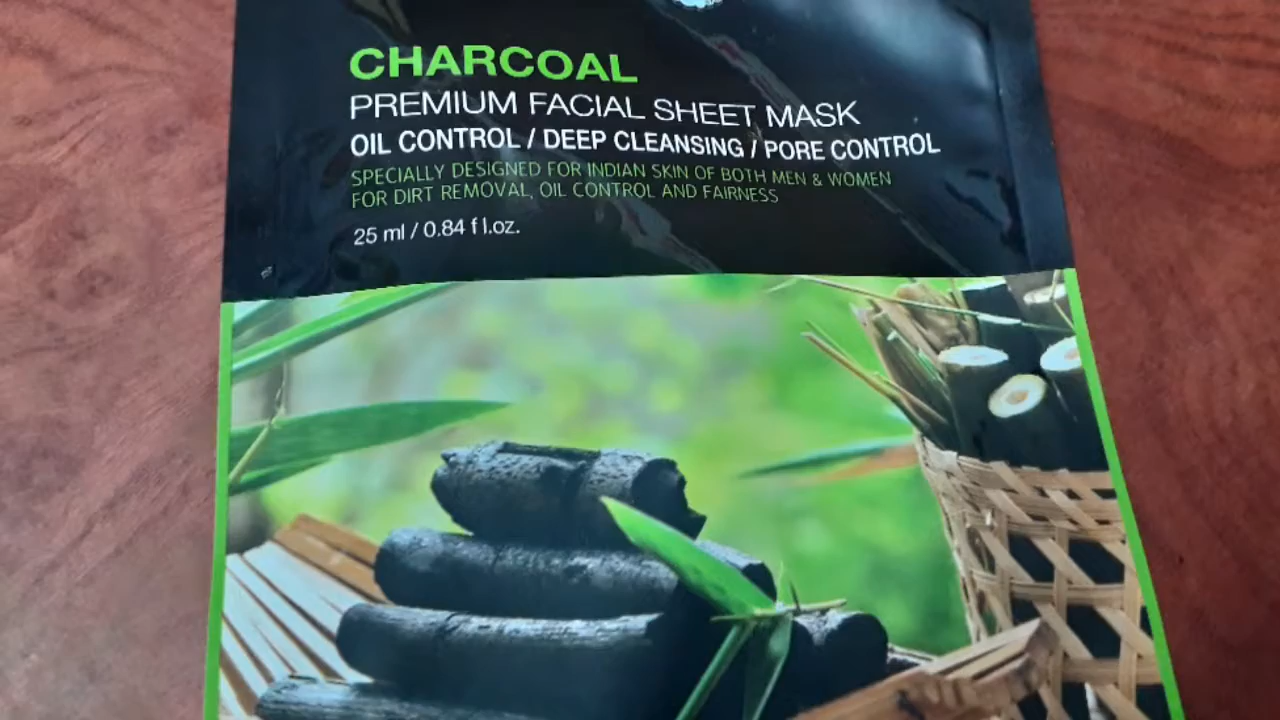 CHARCOAL
PREMIUM FACIAL SHEET MASK
OIL CONTROL / DEEP CLEANSING / PORE CONTROL
SPECIALLY DESIGNED FOR INDIAN SKIN OF BOTH MEN & WOMEN
FOR DIRT REMOVAL, OIL CONTROL AND FAIRNESS
25 ml / 0.84 f l.oz.